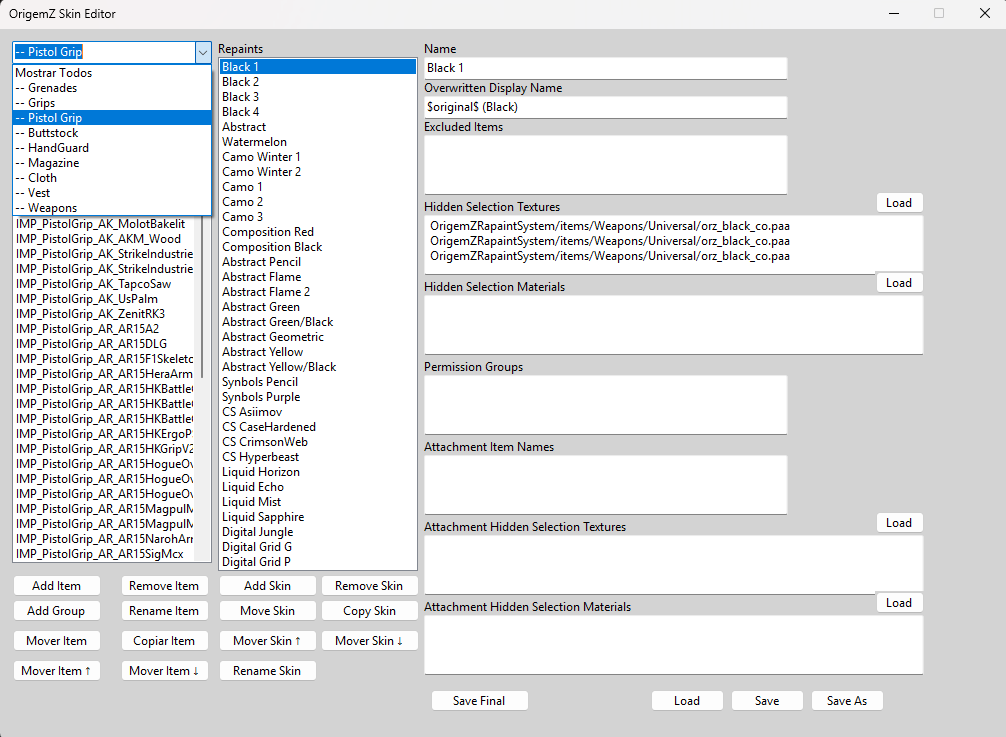 OrigemZ Skin Editor
-- Pistol Grip
Mostrar Todos
-- Grenades
-- Grips
-- Pistol Grip
-- Buttstock
-- HandGuard
-- Magazine
-- Cloth
-- Vest
-- Weapons
IMP_PistolGrip_AK_MolotBakelit
IMP_PistolGrip_AK_AKM_Wood
IMP_PistolGrip_AK_StrikeIndustrie
IMP_PistolGrip_AK_StrikeIndustrie
IMP_PistolGrip_AK_TapcoSaw
IMP_PistolGrip_AK_UsPalm
IMP_PistolGrip_AK_ZenitRK3
IMP_PistolGrip_AR_AR15A2
IMP_PistolGrip_AR_AR15DLG
IMP_PistolGrip_AR_AR15F1Skeletc
IMP_PistolGrip_AR_AR15HeraArm
IMP_PistolGrip_AR_AR15HKBattle
IMP_PistolGrip_AR_AR15HKBattle
IMP_PistolGrip_AR_AR15HKBattle
IMP_PistolGrip_AR_AR15HKErgoP
IMP_PistolGrip_AR_AR15HKGripV2
IMP_PistolGrip_AR_AR15HogueOv
IMP_PistolGrip_AR_AR15HogueOv
IMP_PistolGrip_AR_AR15HogueOv
IMP_PistolGrip_AR_AR15MagpulM
IMP_PistolGrip_AR_AR15MagpulM
IMP_PistolGrip_AR_AR15NarohArr
IMP_PistolGrip_AR_AR15SigMcx
Add Item
Remove Item
Add Group
Rename Item
Mover Item
Copiar Item
Mover Item ↑
Mover Item ↓
Repaints
Black 1
Black 2
Black 3
Black 4
Abstract
Watermelon
Camo Winter 1
Camo Winter 2
Camo 1
Camo 2
Camo 3
Composition Red
Composition Black
Abstract Pencil
Abstract Flame
Abstract Flame 2
Abstract Green
Abstract Green/Black
Abstract Geometric
Abstract Yellow
Abstract Yellow/Black
Synbols Pencil
Synbols Purple
CS Asiimov
CS CaseHardened
CS CrimsonWeb
CS Hyperbeast
Liquid Horizon
Liquid Echo
Liquid Mist
Liquid Sapphire
Digital Jungle
Digital Grid G
Digital Grid P
Add Skin
Remove Skin
Move Skin
Copy Skin
Mover Skin ↑
Mover Skin ↓
Rename Skin
Name
Black 1
Overwritten Display Name
$original$ (Black)
Excluded Items
Hidden Selection Textures
Load
OrigemZRapaintSystem/items/Weapons/Universal/orz_black_co.paa
OrigemZRapaintSystem/items/Weapons/Universal/orz_black_co.paa
OrigemZRapaintSystem/items/Weapons/Universal/orz_black_co.paa
Hidden Selection Materials
Load
Permission Groups
Attachment Item Names
Attachment Hidden Selection Textures
Load
Attachment Hidden Selection Materials
Load
Save Final
Load
Save
Save As